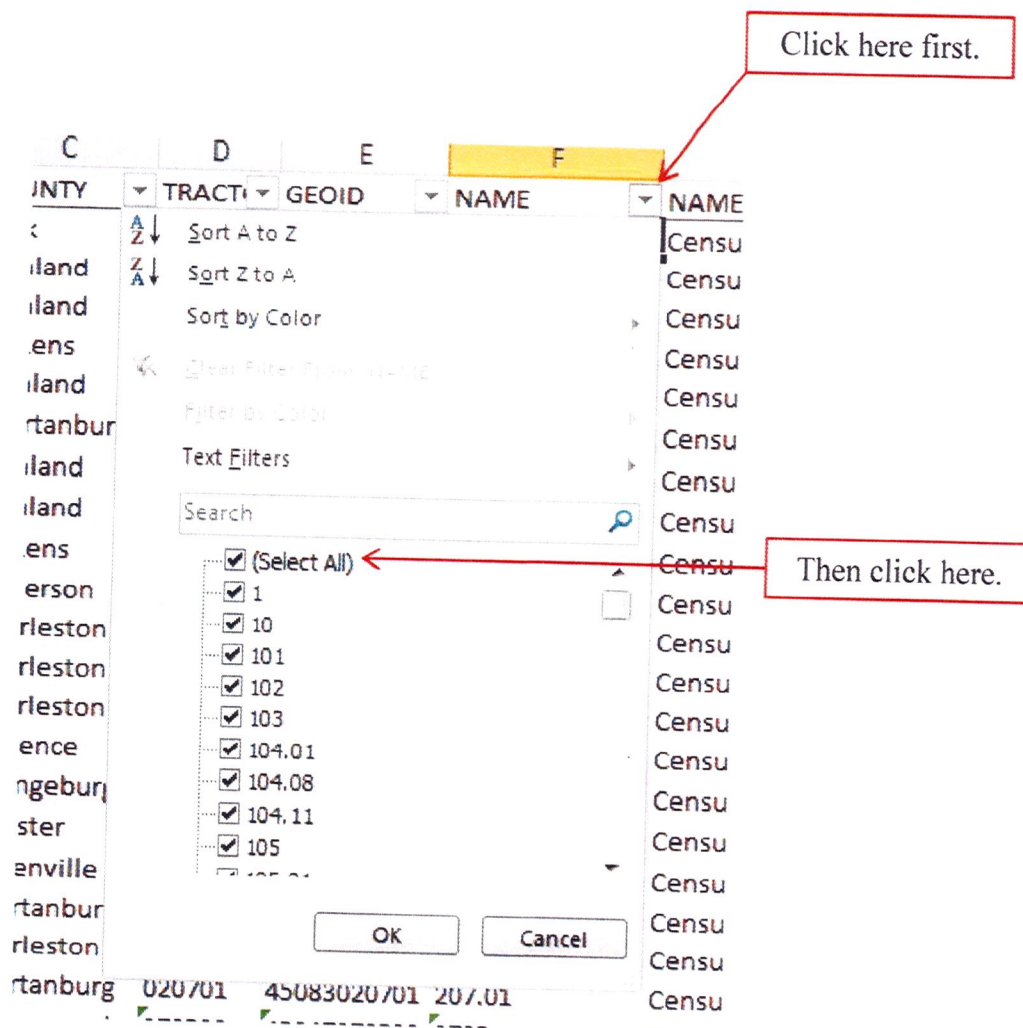 Click here first.
C D E F
UNTY TRACT GEOID NAME NAME
Sort A to Z Censu
land Sort Z to A Censu
land Sort by Color Censu
ens Censu
land Censu
rtanbur Censu
land Text Filters Censu
land Search Censu
ens (Select All) Censu Then click here.
erson 1 Censu
rleston 10 Censu
rleston 101 Censu
rleston 102 Censu
ence 103 Censu
ngeburg 104.01 Censu
ster 104.08 Censu
enville 104.11 Censu
rtanbur 105 Censu
rleston OK Cancel Censu
rtanburg 020701 45083020701 207.01 Censu